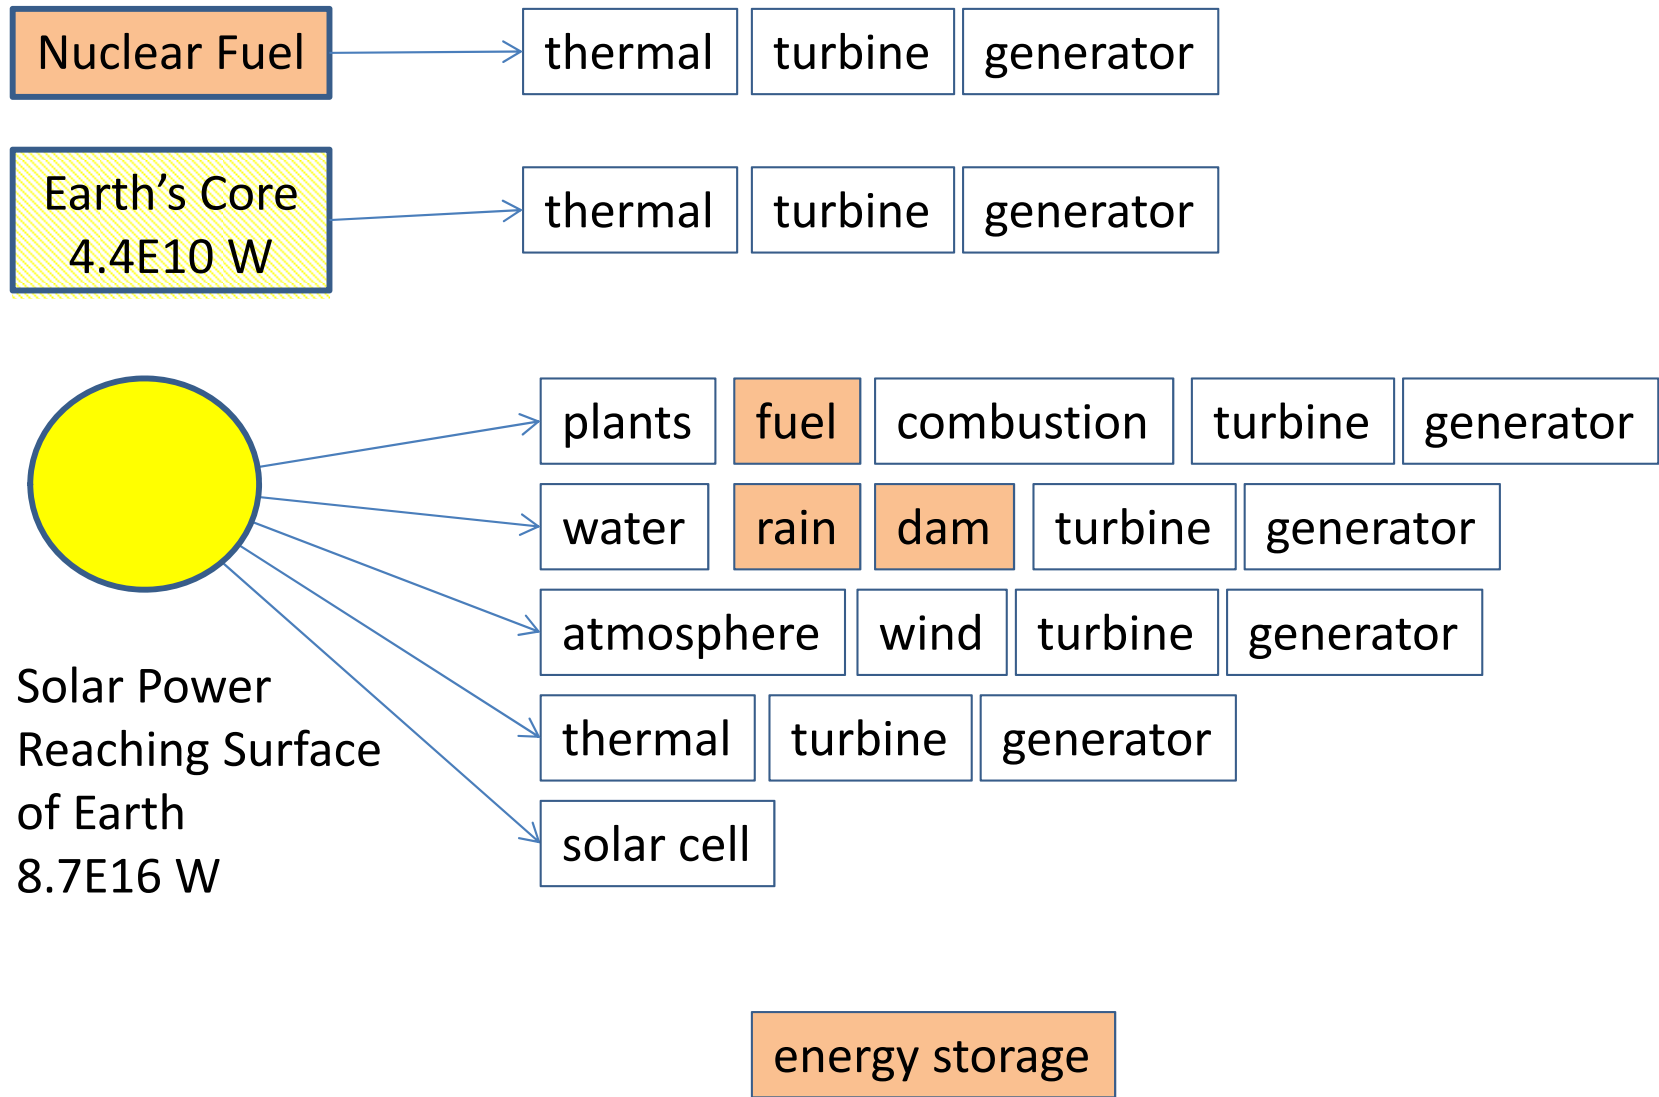 Nuclear Fuel thermal turbine generator
Earth’s Core
4.4E10 W
thermal turbine generator
plants fuel combustion turbine generator
water rain dam turbine generator
atmosphere wind turbine generator
thermal turbine generator
solar cell
Solar Power
Reaching Surface
of Earth
8.7E16 W
energy storage